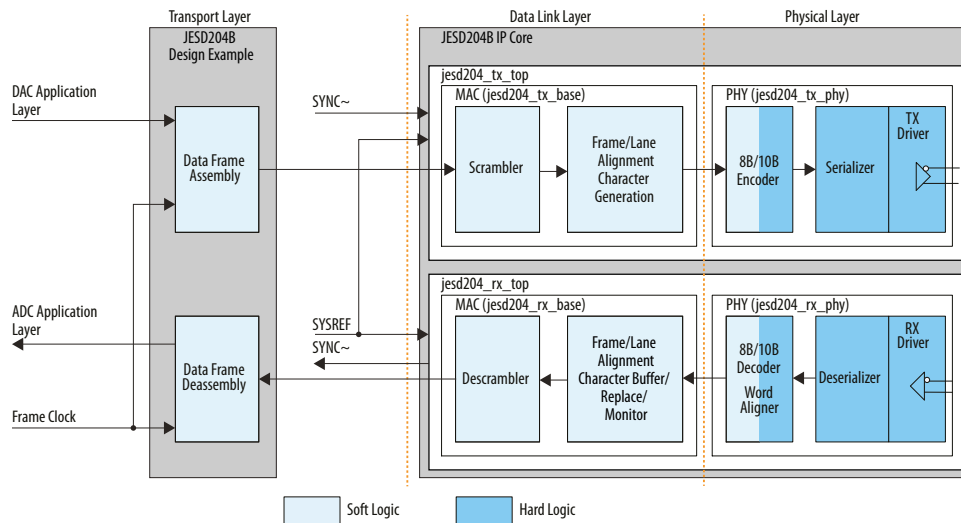 Transport Layer
Data Link Layer
Physical Layer
JESD204B
Design Example
JESD204B IP Core
jesd204_tx_top
DAC Application
Layer
SYNC~
MAC (jesd204_tx_base)
PHY (jesd204_tx_phy)
Data Frame
Assembly
Scrambler
Frame/Lane
Alignment
Character
Generation
8B/10B
Encoder
Serializer
TX
Driver
jesd204_rx_top
ADC Application
Layer
SYSREF
SYNC~
MAC (jesd204_rx_base)
PHY (jesd204_rx_phy)
Data Frame
Deassembly
Descrambler
Frame/Lane
Alignment
Character Buffer/
Replace/
Monitor
8B/10B
Decoder
Word
Aligner
Deserializer
RX
Driver
Frame Clock
Soft Logic
Hard Logic